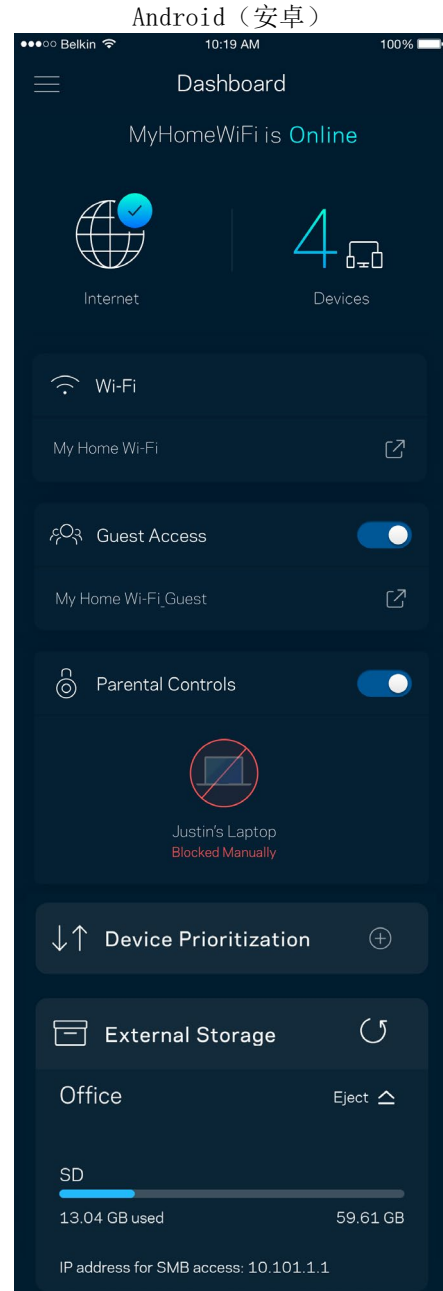 Android（安卓）
Belkin 10:19 AM 100%
Dashboard
MyHomeWiFi is Online
4
Internet Devices
Wi-Fi
My Home Wi-Fi
Guest Access
My Home Wi-Fi_Guest
Parental Controls
Justin's Laptop
Blocked Manually
Device Prioritization
External Storage
Office Eject
SD
13.04 GB used 59.61 GB
IP address for SMB access: 10.101.1.1